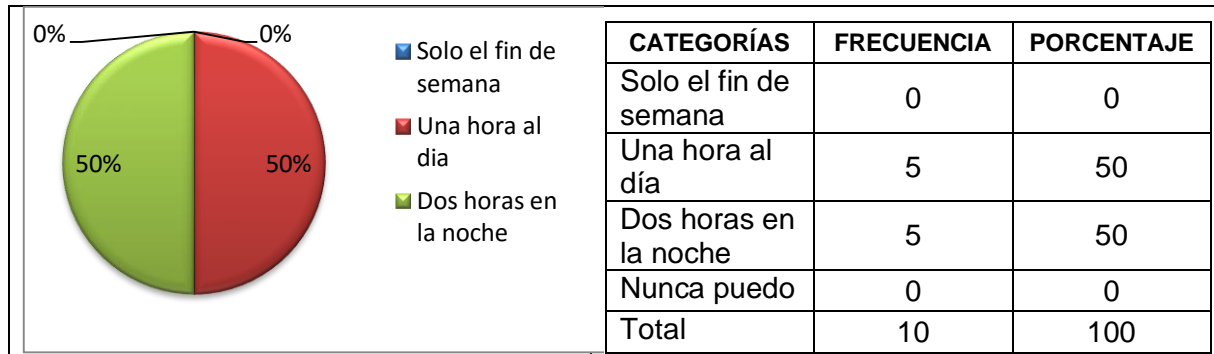 0%
0%
50%
50%
Solo el fin de
semana
Una hora al
dia
Dos horas en
la noche
CATEGORÍAS FRECUENCIA PORCENTAJE
Solo el fin de
semana 0 0
Una hora al
día 5 50
Dos horas en
la noche 5 50
Nunca puedo 0 0
Total 10 100